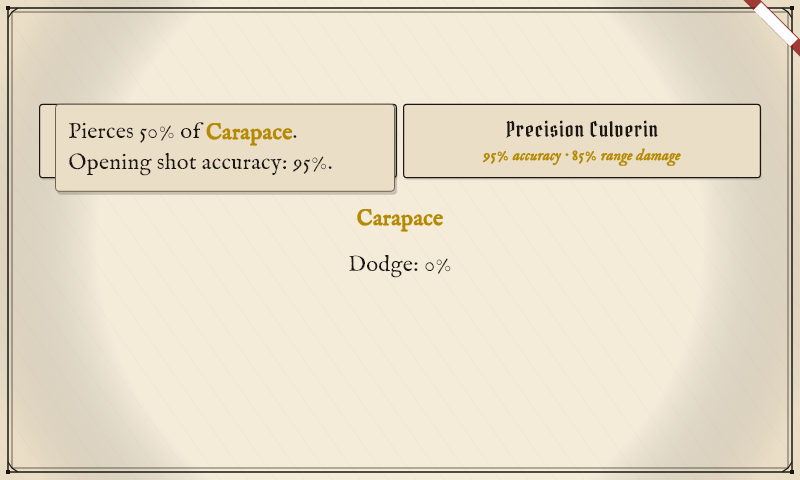 Pierces 50% of Carapace.
Opening shot accuracy: 95%.
Precision Culverin
95% accuracy · 85% range damage
Carapace
Dodge: 0%